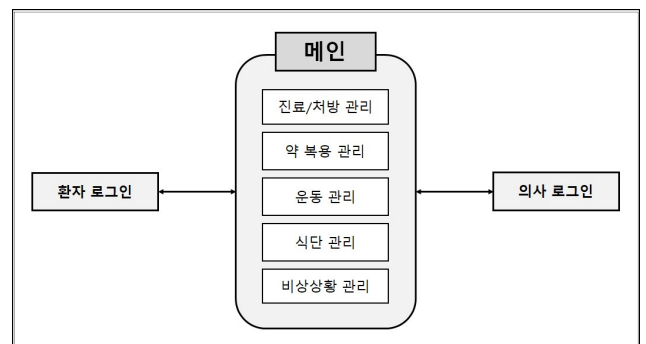 메인
진료/처방 관리
약 복용 관리
환자 로그인
운동 관리
의사 로그인
식단 관리
비상상황 관리